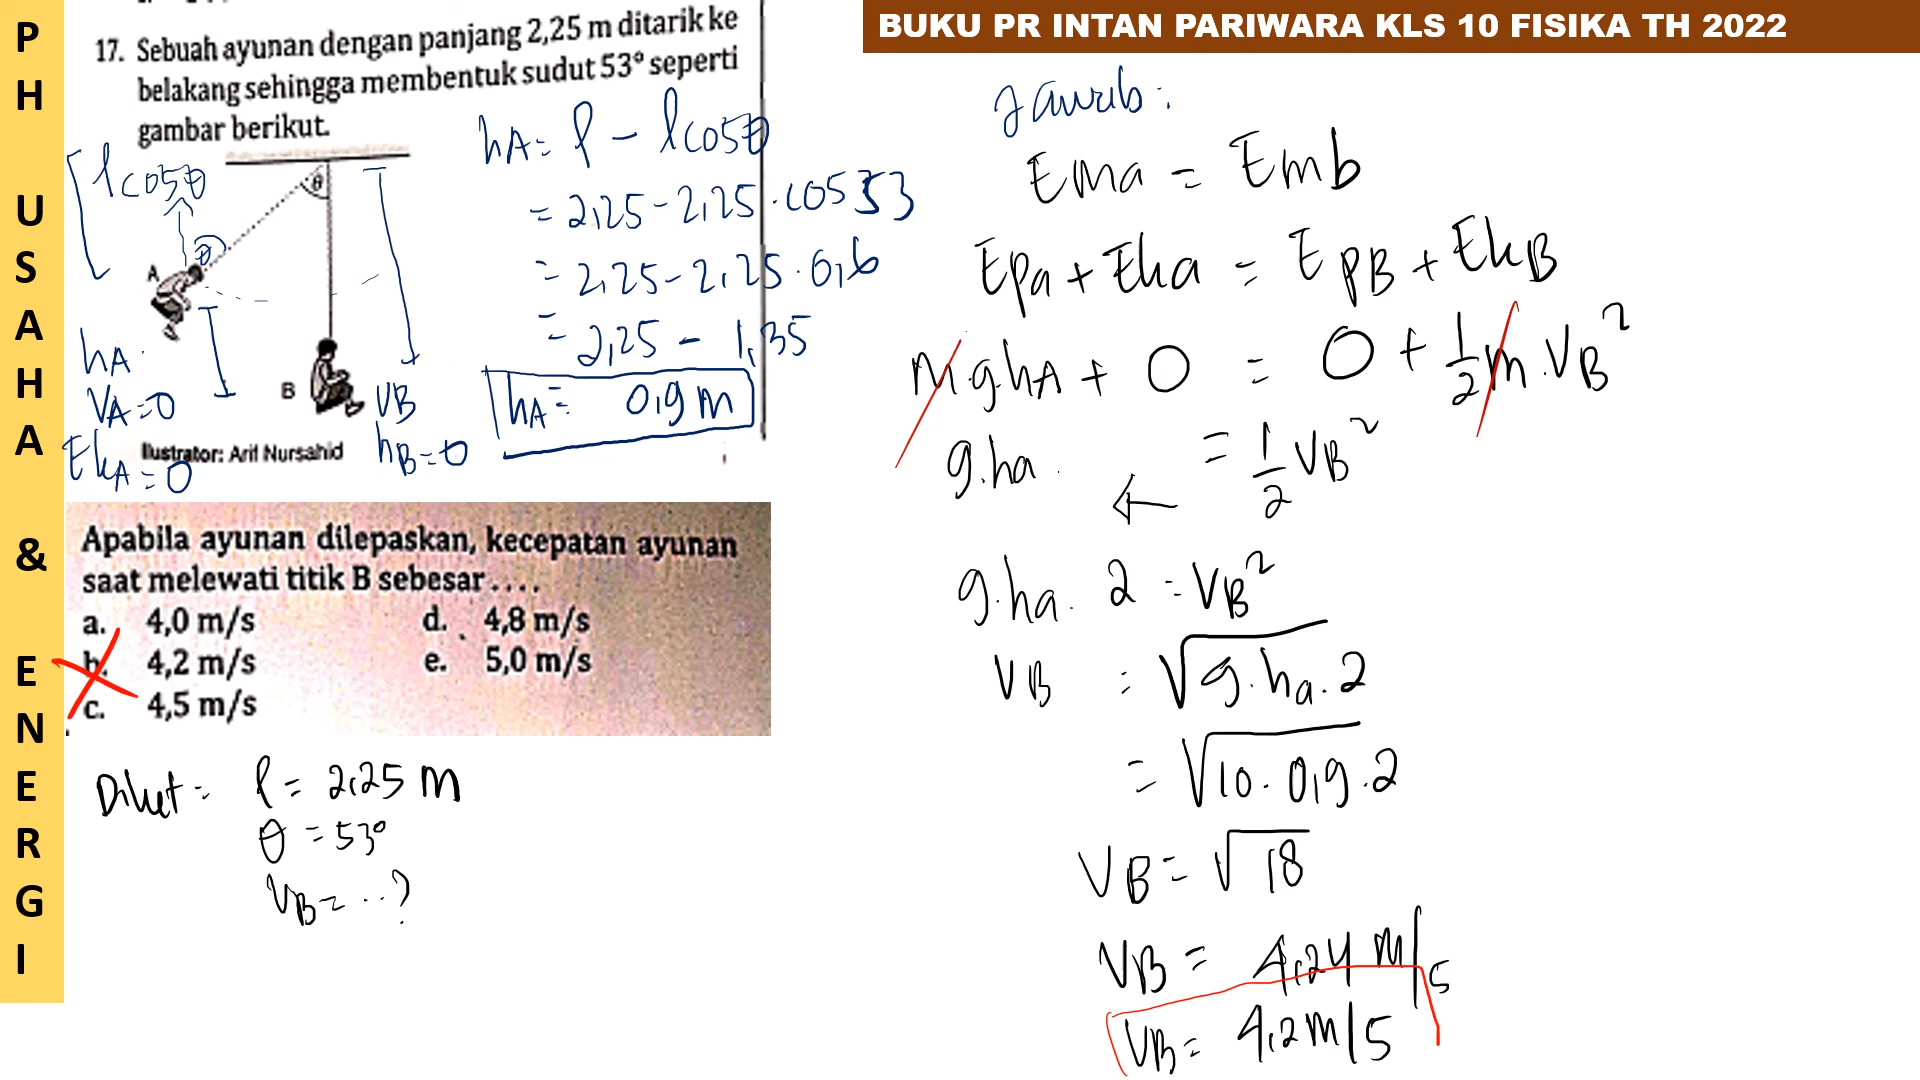 P
H
U
S
A
H
A
&
E
N
E
R
G
I
BUKU PR INTAN PARIWARA KLS 10 FISIKA TH 2022
17. Sebuah ayunan dengan panjang 2,25 m ditarik ke
belakang sehingga membentuk sudut 53° seperti
gambar berikut.
l cosθ
θ
θ
A
hA
VA=0
EkA=0
B
VB
hB=0
Ilustrator: Arif Nursahid
hA= l - l cosθ
= 2,25-2,25.cos 53
= 2,25-2,25.0,6
= 2,25 - 1,35
hA= 0,9 m
Apabila ayunan dilepaskan, kecepatan ayunan
saat melewati titik B sebesar . . . .
a. 4,0 m/s
b. 4,2 m/s
c. 4,5 m/s
d. 4,8 m/s
e. 5,0 m/s
Diket = l = 2,25 m
θ = 53°
VB = ..?
Jawab :
Ema = Emb
Epa + Eka = EpB + EkB
m.g.hA + 0 = 0 + 1/2 m.VB²
g.ha. = 1/2 VB²
←
g.ha. 2 = VB²
VB = √g.ha.2
= √10.0,9.2
VB = √18
VB = 4,24 m/s
VB = 4,2 m/s